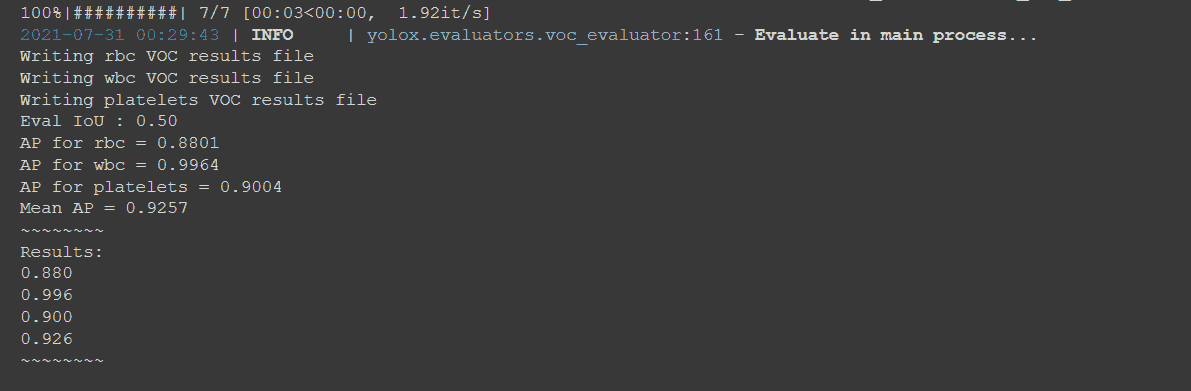 100%|##########| 7/7 [00:03<00:00,  1.92it/s]
2021-07-31 00:29:43 | INFO     | yolox.evaluators.voc_evaluator:161 - Evaluate in main process...
Writing rbc VOC results file
Writing wbc VOC results file
Writing platelets VOC results file
Eval IoU : 0.50
AP for rbc = 0.8801
AP for wbc = 0.9964
AP for platelets = 0.9004
Mean AP = 0.9257
~~~~~~~~
Results:
0.880
0.996
0.900
0.926
~~~~~~~~